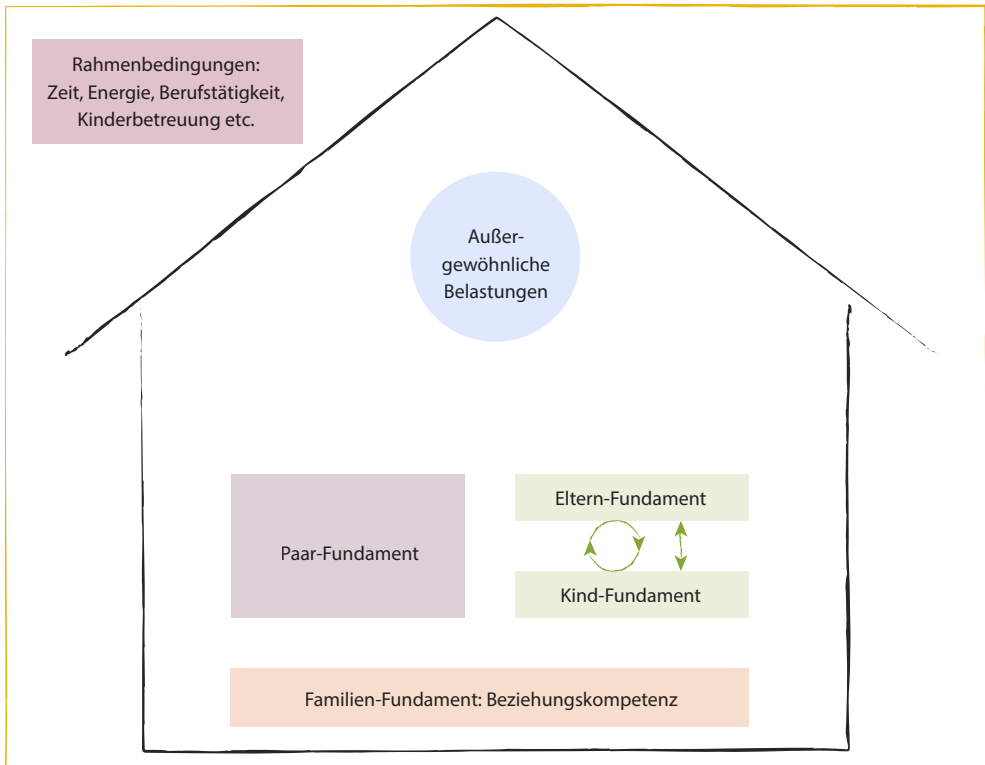 Rahmenbedingungen:
Zeit, Energie, Berufstätigkeit,
Kinderbetreuung etc.
Außer-
gewöhnliche
Belastungen
Paar-Fundament
Eltern-Fundament
Kind-Fundament
Familien-Fundament: Beziehungskompetenz